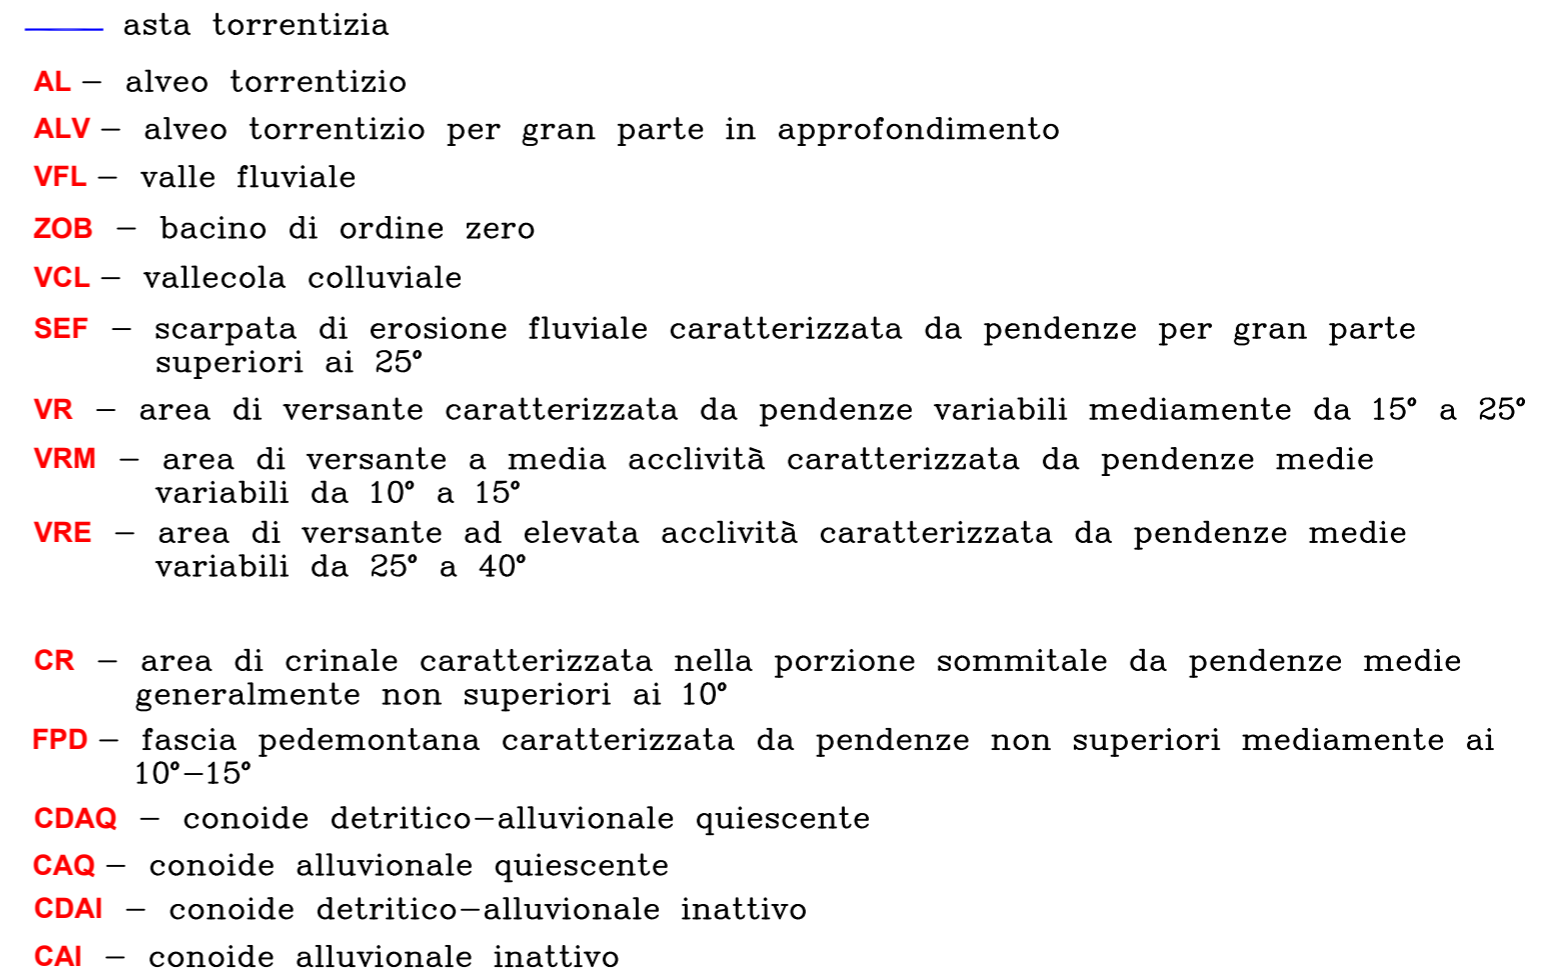 asta torrentizia
AL – alveo torrentizio
ALV – alveo torrentizio per gran parte in approfondimento
VFL – valle fluviale
ZOB – bacino di ordine zero
VCL – vallecola colluviale
SEF – scarpata di erosione fluviale caratterizzata da pendenze per gran parte
superiori ai 25°
VR – area di versante caratterizzata da pendenze variabili mediamente da 15° a 25°
VRM – area di versante a media acclività caratterizzata da pendenze medie
variabili da 10° a 15°
VRE – area di versante ad elevata acclività caratterizzata da pendenze medie
variabili da 25° a 40°
CR – area di crinale caratterizzata nella porzione sommitale da pendenze medie
generalmente non superiori ai 10°
FPD – fascia pedemontana caratterizzata da pendenze non superiori mediamente ai
10°–15°
CDAQ – conoide detritico–alluvionale quiescente
CAQ – conoide alluvionale quiescente
CDAI – conoide detritico–alluvionale inattivo
CAI – conoide alluvionale inattivo